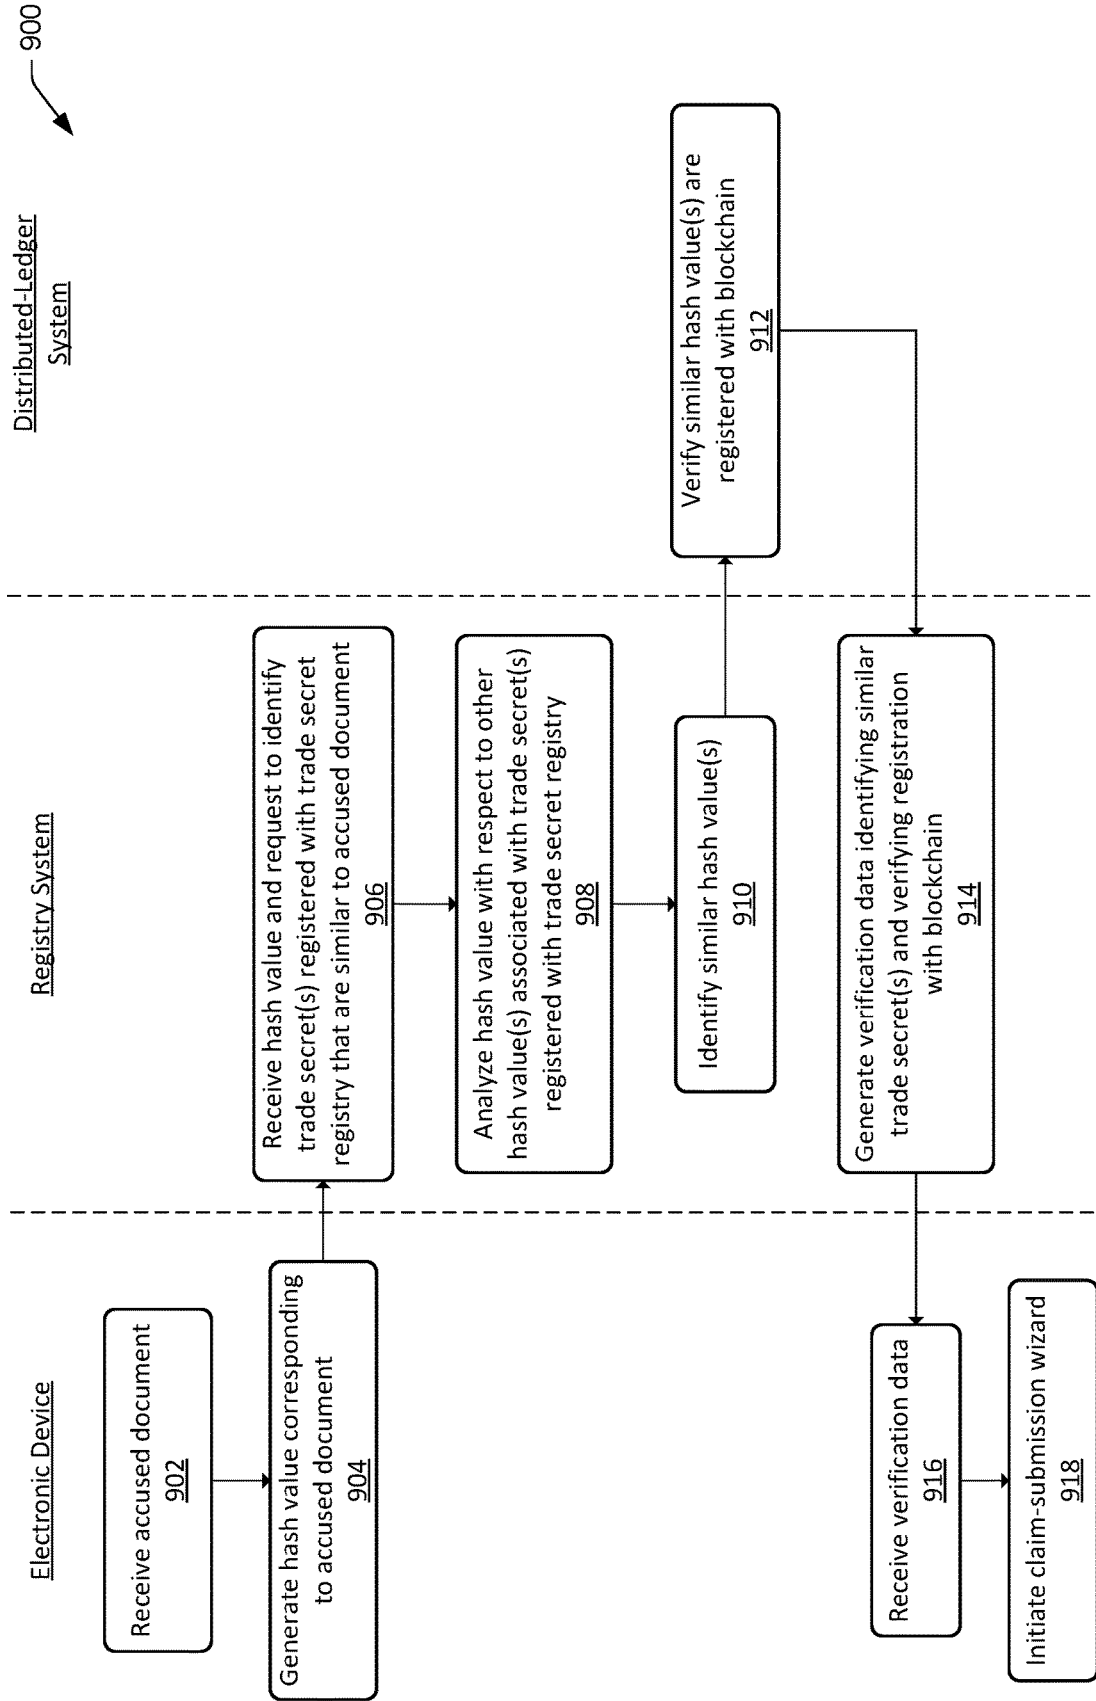 Electronic Device
Registry System
Distributed-Ledger
System
900
Receive accused document
902
Generate hash value corresponding
to accused document
904
Receive hash value and request to identify
trade secret(s) registered with trade secret
registry that are similar to accused document
906
Analyze hash value with respect to other
hash value(s) associated with trade secret(s)
registered with trade secret registry
908
Identify similar hash value(s)
910
Verify similar hash value(s) are
registered with blockchain
912
Generate verification data identifying similar
trade secret(s) and verifying registration
with blockchain
914
Receive verification data
916
Initiate claim-submission wizard
918